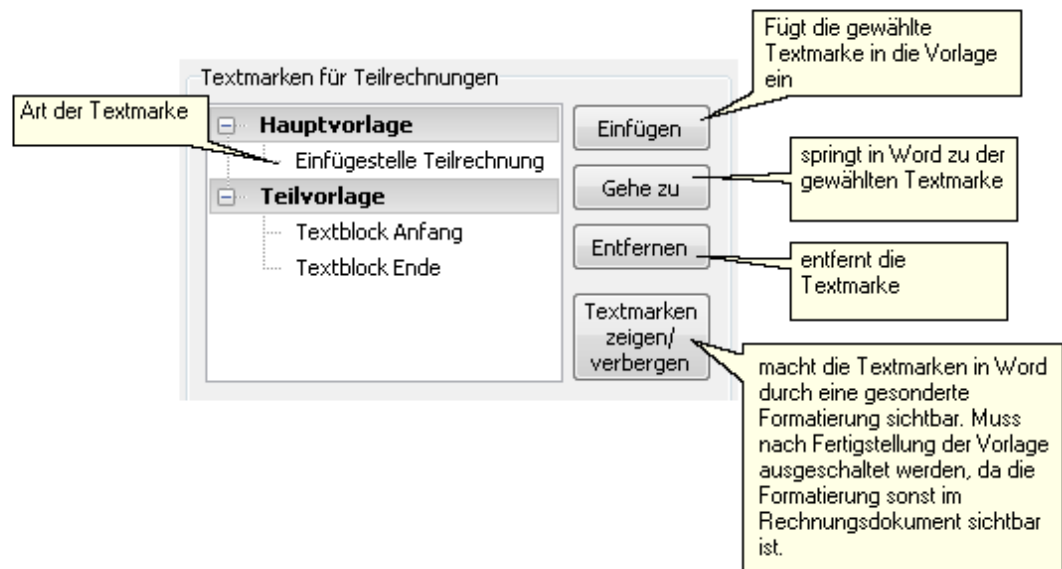 Fügt die gewählte
Textmarke in die Vorlage
ein
Textmarken für Teilrechnungen
Art der Textmarke
Hauptvorlage
Einfügestelle Teilrechnung
Teilvorlage
Textblock Anfang
Textblock Ende
Einfügen
Gehe zu
springt in Word zu der
gewählten Textmarke
Entfernen
entfernt die
Textmarke
Textmarken
zeigen/
verbergen
macht die Textmarken in Word
durch eine gesonderte
Formatierung sichtbar. Muss
nach Fertigstellung der Vorlage
ausgeschaltet werden, da die
Formatierung sonst im
Rechnungsdokument sichtbar
ist.